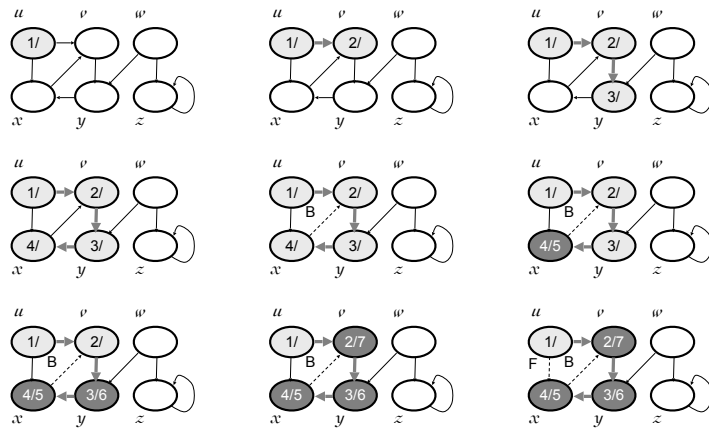 u v w u v w u v w
1/ 1/ 2/ 1/ 2/
3/
x y z x y z x y z
u v w u v w u v w
1/ 2/ 1/ 2/ 1/ 2/
B B
4/ 3/ 4/ 3/ 4/5 3/
x y z x y z x y z
u v w u v w u v w
1/ 2/ 1/ 2/7 1/ 2/7
B B F B
4/5 3/6 4/5 3/6 4/5 3/6
x y z x y z x y z